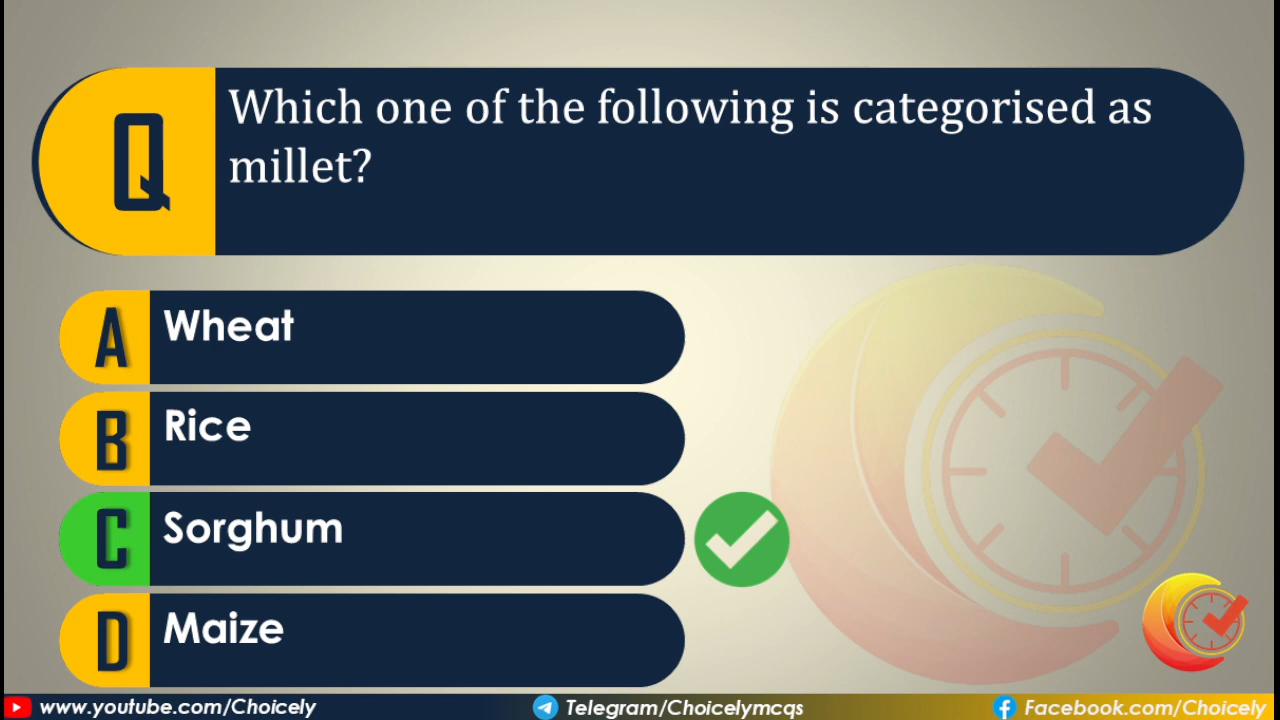 Q
Which one of the following is categorised as
millet?
A
Wheat
B
Rice
C
Sorghum
D
Maize
www.youtube.com/Choicely
Telegram/Choicelymcqs
Facebook.com/Choicely